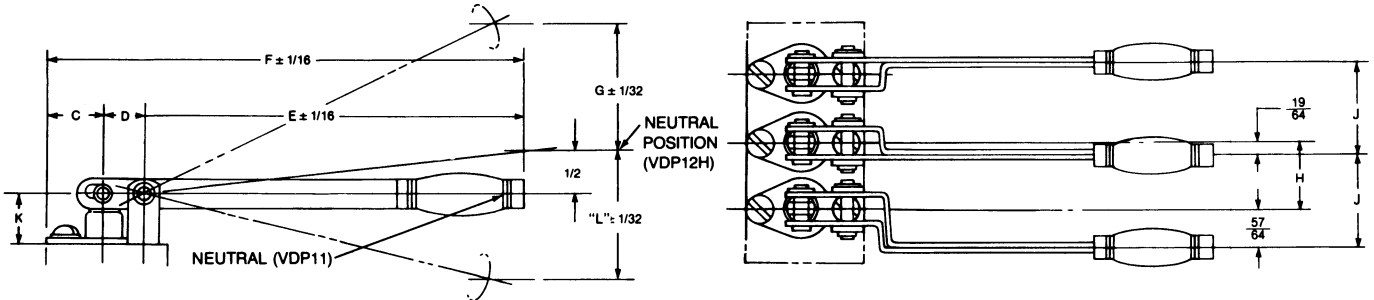 F ± 1/16
C
D
E ± 1/16
G ± 1/32
NEUTRAL
POSITION
(VDP12H)
1/2
K
"L"± 1/32
NEUTRAL (VDP11)
19
64
J
H
J
57
64